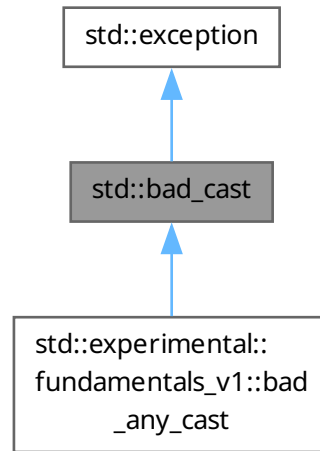 std::exception
std::bad_cast
std::experimental::
fundamentals_v1::bad
_any_cast